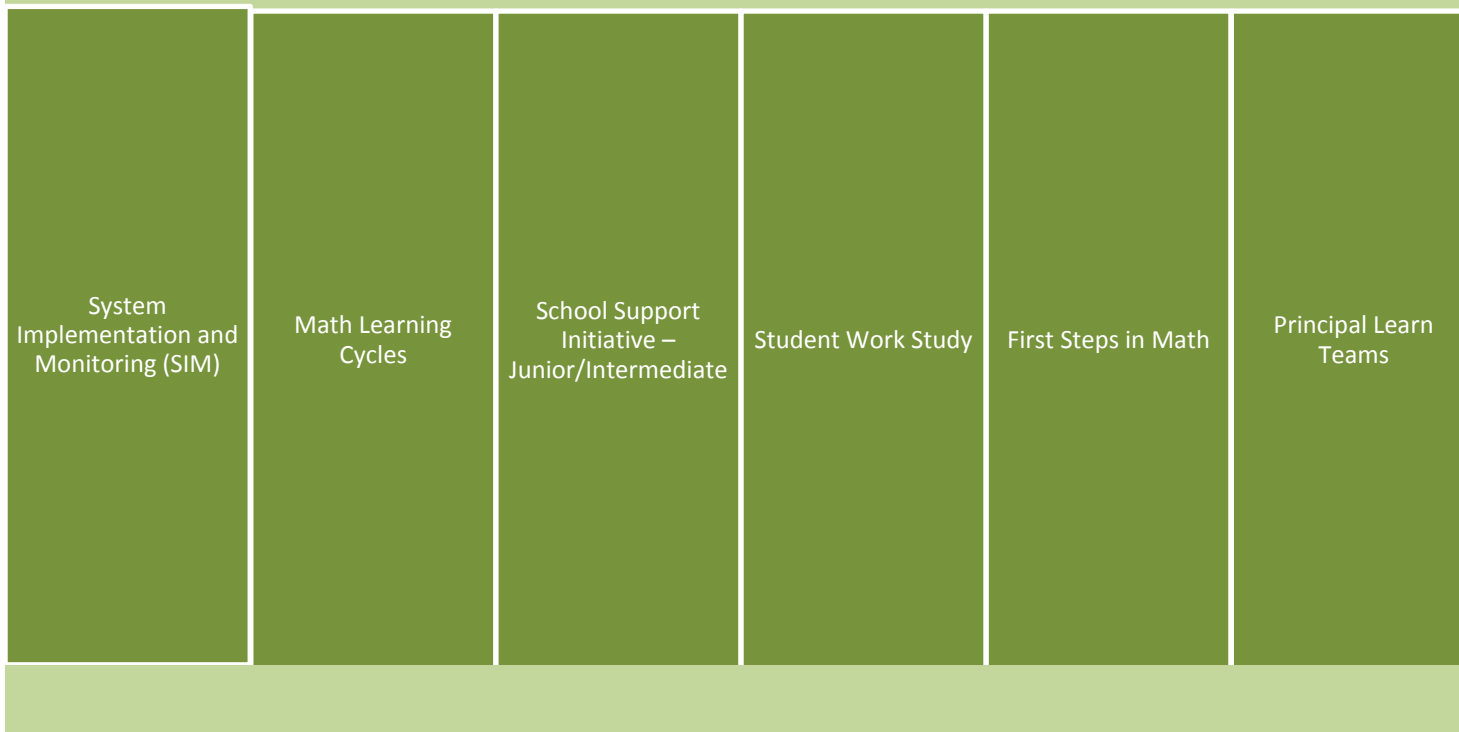 System
Implementation and
Monitoring (SIM)
Math Learning
Cycles
School Support
Initiative –
Junior/Intermediate
Student Work Study
First Steps in Math
Principal Learn
Teams